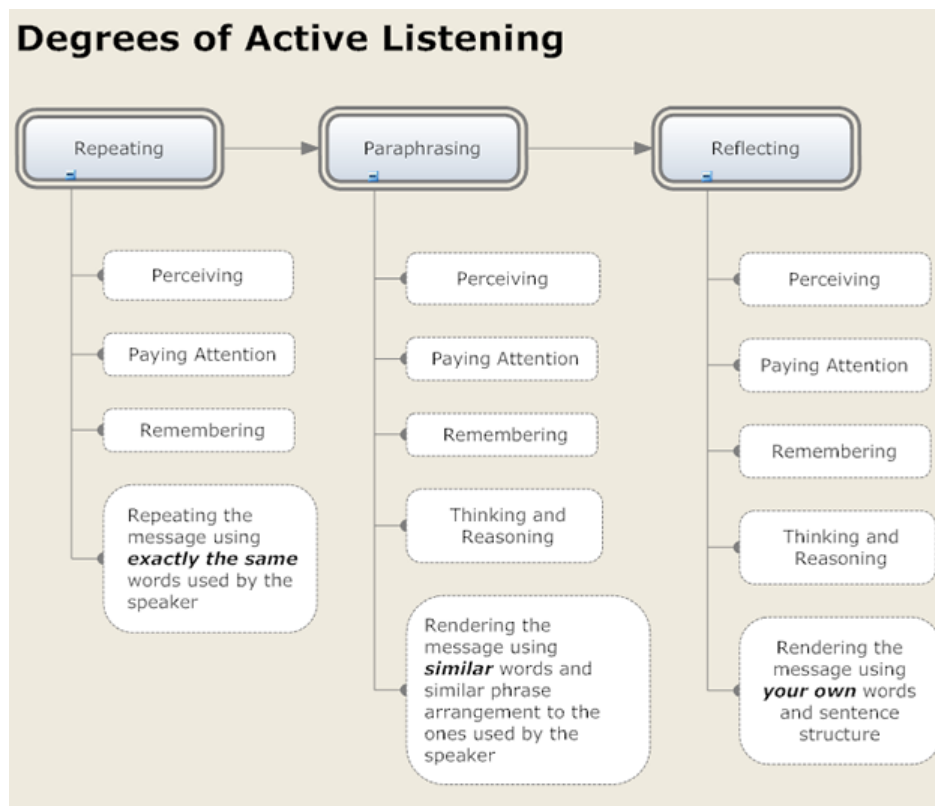 Degrees of Active Listening
Repeating
Perceiving
Paying Attention
Remembering
Repeating the
message using
exactly the same
words used by the
speaker
Paraphrasing
Perceiving
Paying Attention
Remembering
Thinking and
Reasoning
Rendering the
message using
similar words and
similar phrase
arrangement to the
ones used by the
speaker
Reflecting
Perceiving
Paying Attention
Remembering
Thinking and
Reasoning
Rendering the
message using
your own words
and sentence
structure